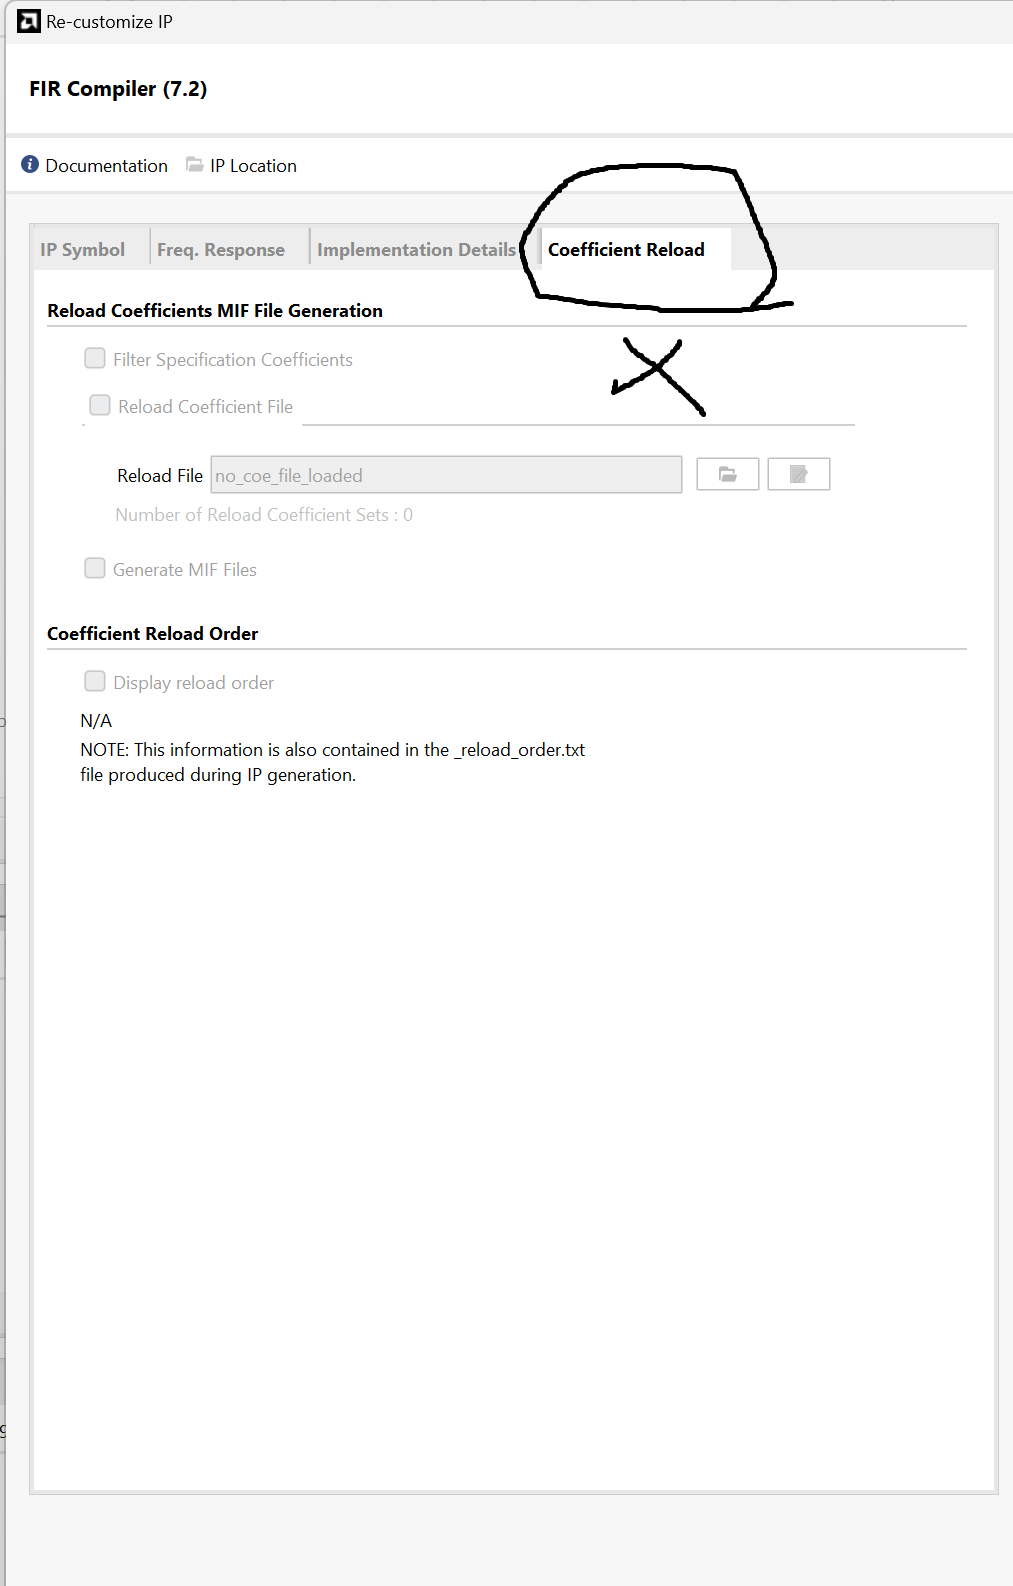 Re-customize IP
FIR Compiler (7.2)
Documentation IP Location
IP Symbol Freq. Response Implementation Details Coefficient Reload
Reload Coefficients MIF File Generation
Filter Specification Coefficients
Reload Coefficient File
Reload File no_coe_file_loaded
Number of Reload Coefficient Sets : 0
Generate MIF Files
Coefficient Reload Order
Display reload order
N/A
NOTE: This information is also contained in the _reload_order.txt
file produced during IP generation.